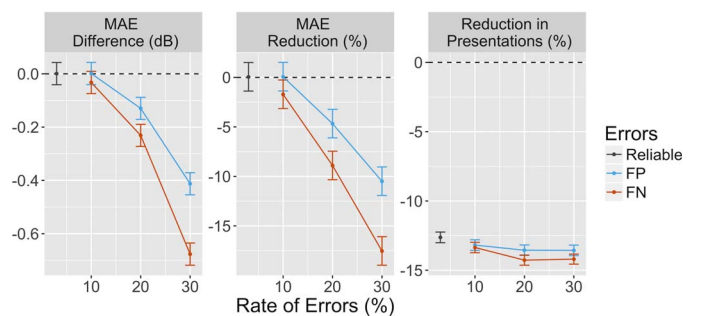 MAE
Difference (dB)
MAE
Reduction (%)
Reduction in
Presentations (%)
0.0
-0.2
-0.4
-0.6
0
-5
-10
-15
0
-5
-10
-15
10 20 30
10 20 30
10 20 30
Rate of Errors (%)
Errors
Reliable
FP
FN